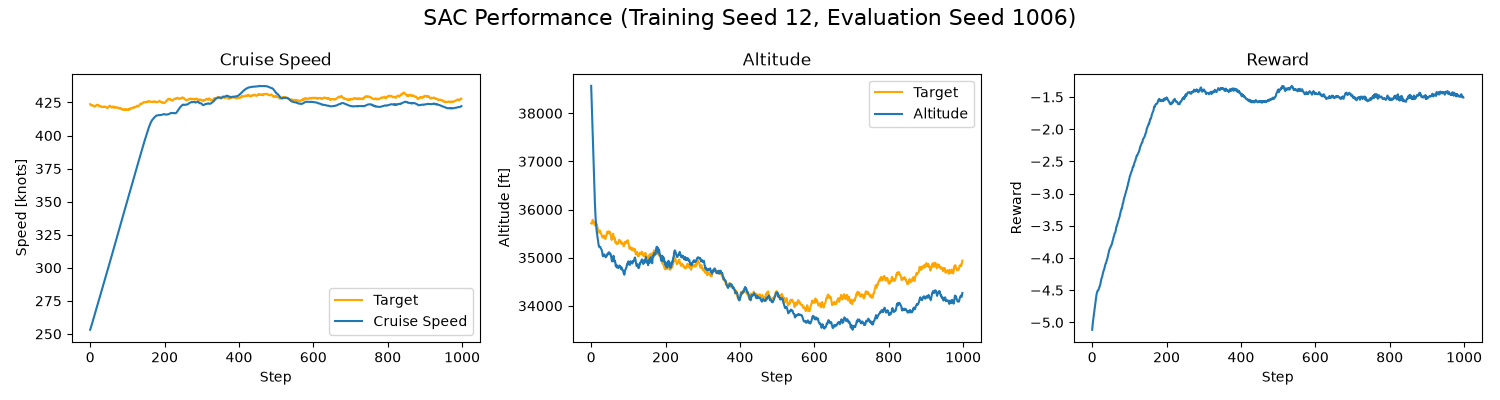 SAC Performance (Training Seed 12, Evaluation Seed 1006)
Cruise Speed
Speed [knots]
425
400
375
350
325
300
275
250
0 200 400 600 800 1000
Step
Target
Cruise Speed
Altitude
Altitude [ft]
38000
37000
36000
35000
34000
0 200 400 600 800 1000
Step
Target
Altitude
Reward
Reward
−1.5
−2.0
−2.5
−3.0
−3.5
−4.0
−4.5
−5.0
0 200 400 600 800 1000
Step